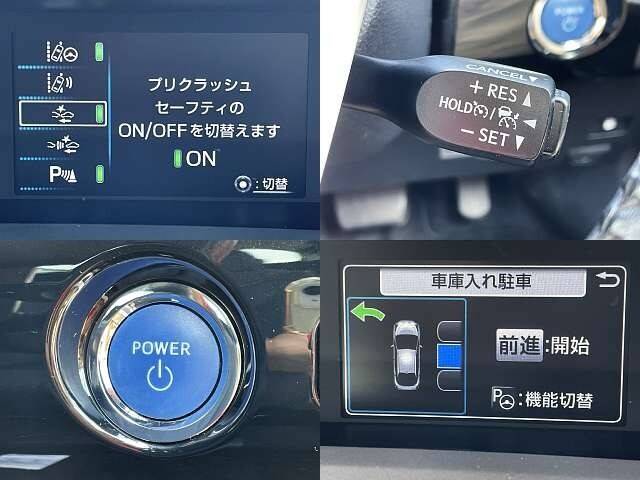 プリクラッシュ
セーフティの
ON/OFFを切替えます
ON
:切替
P
CANCEL▼
+RES▲
HOLD / ◀
−SET▼
POWER
車庫入れ駐車
前進:開始
P:機能切替